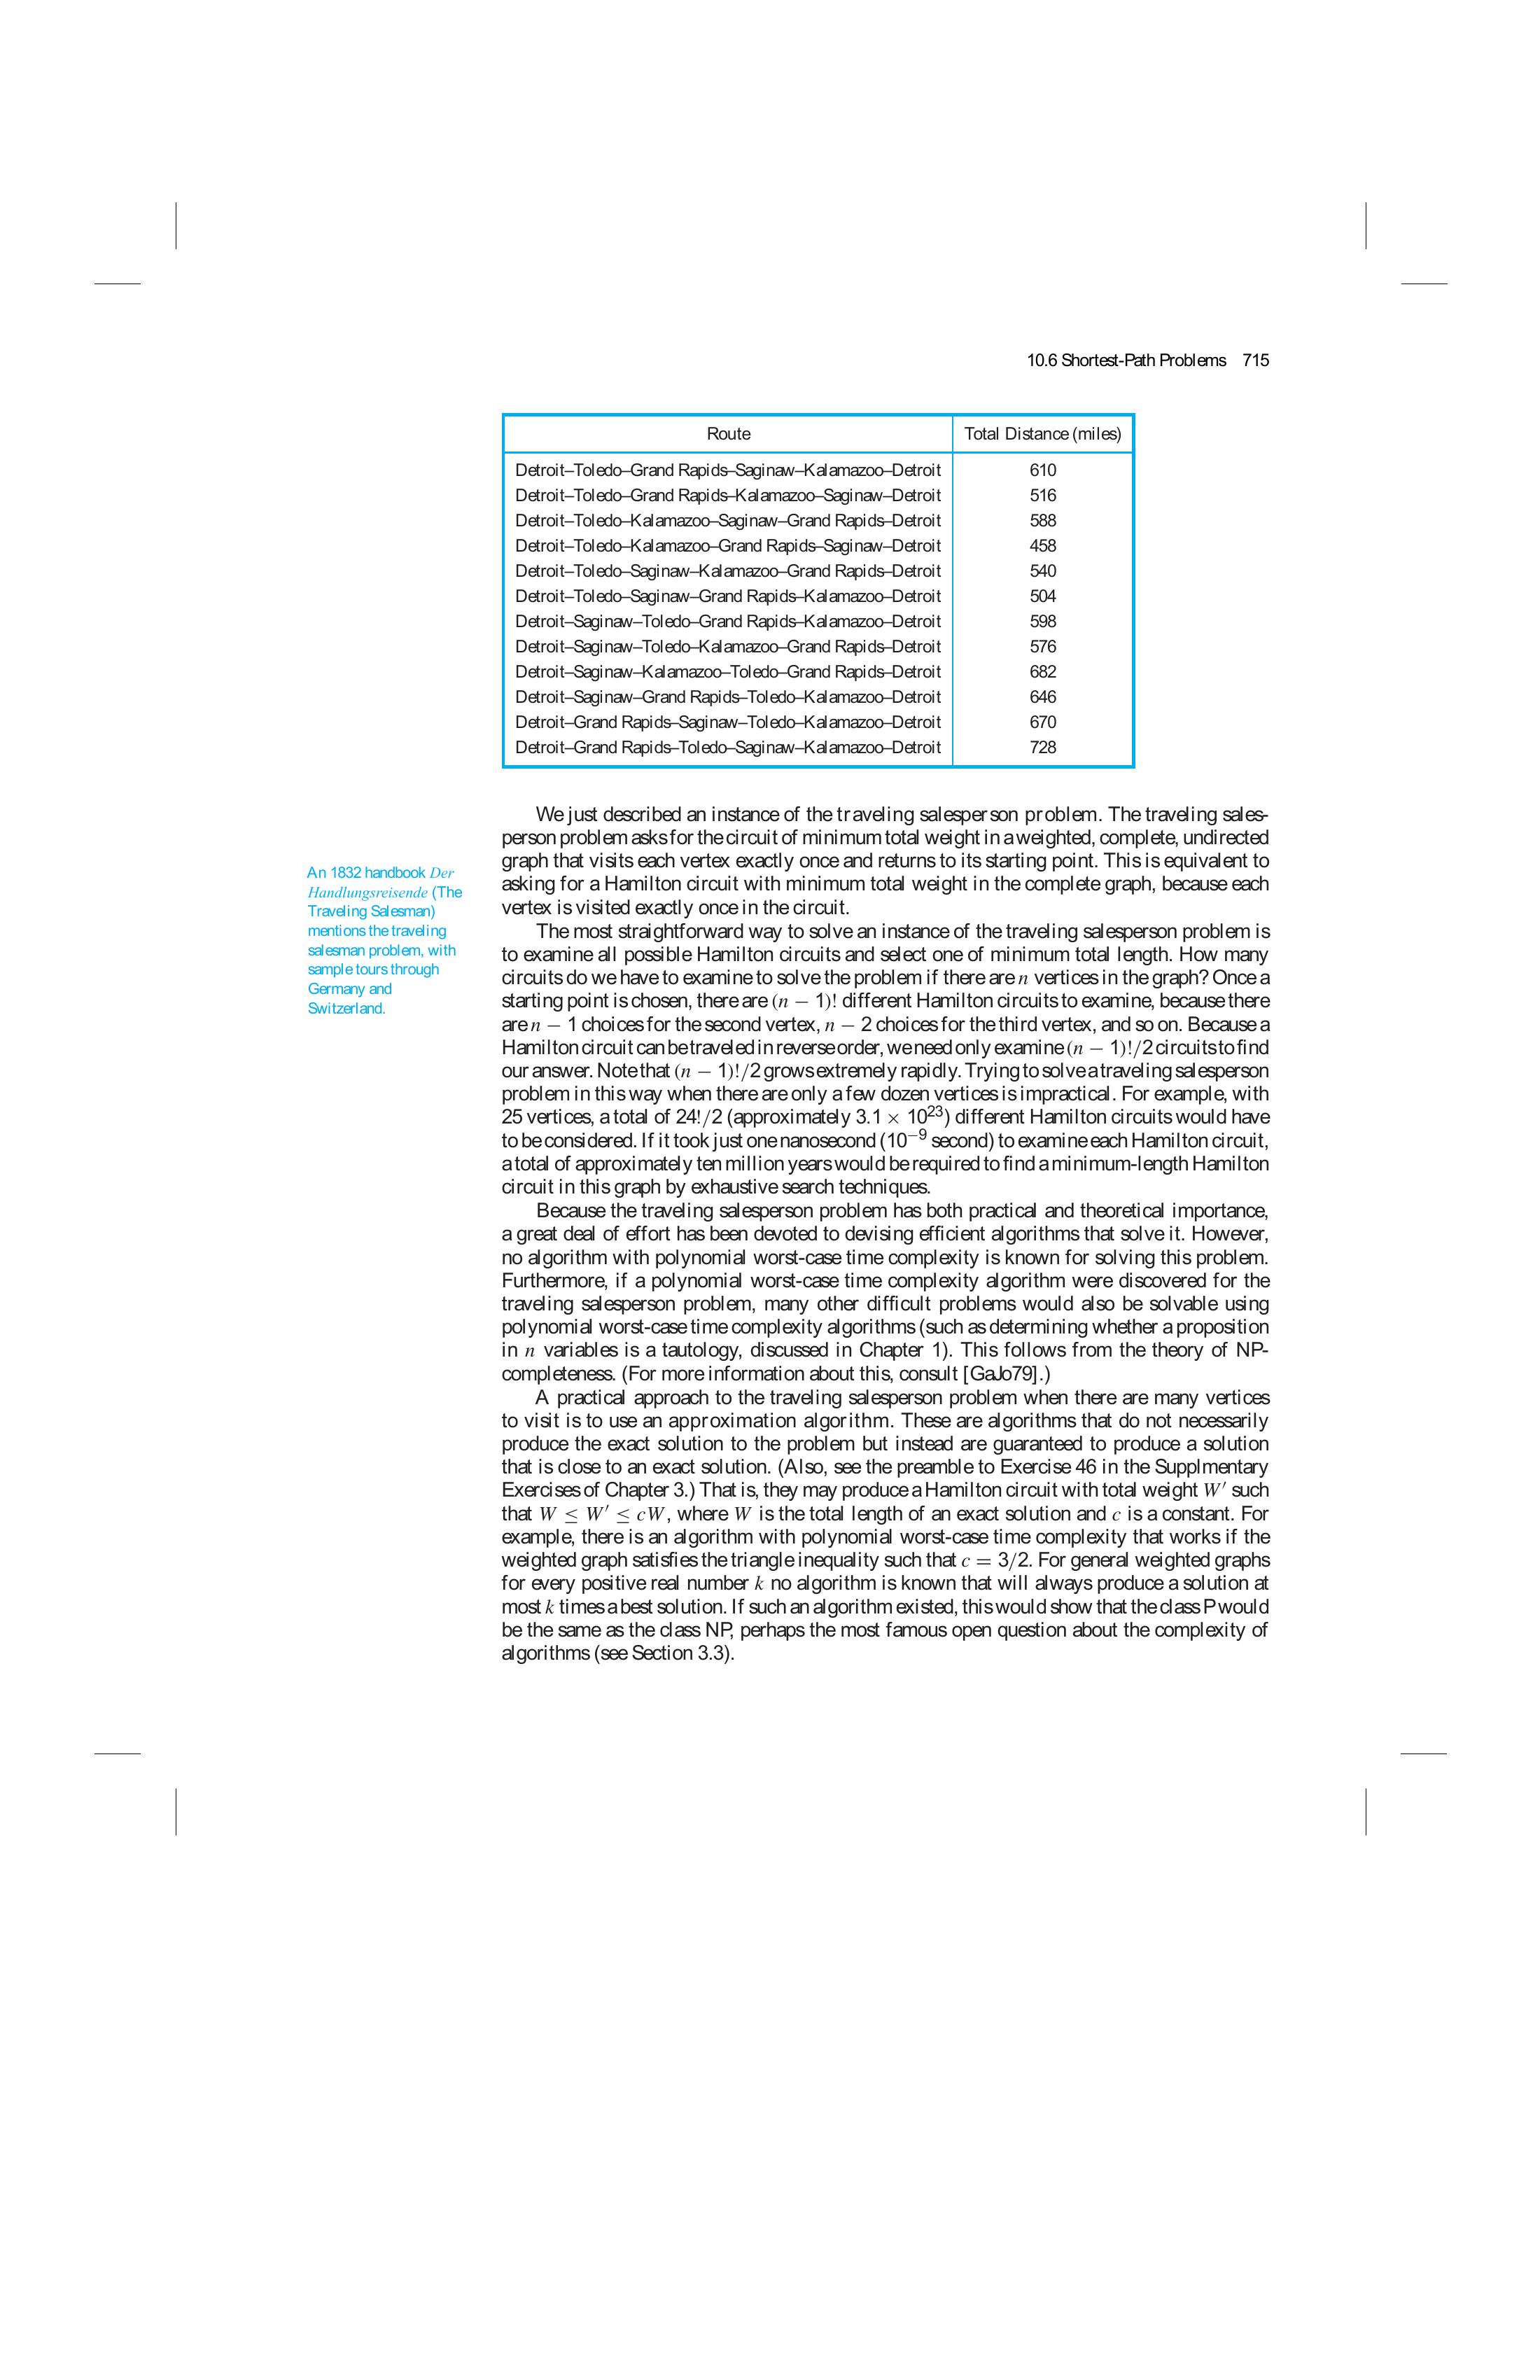 10.6 Shortest-Path Problems 715
Route Total Distance (miles)
Detroit–Toledo–Grand Rapids–Saginaw–Kalamazoo–Detroit 610
Detroit–Toledo–Grand Rapids–Kalamazoo–Saginaw–Detroit 516
Detroit–Toledo–Kalamazoo–Saginaw–Grand Rapids–Detroit 588
Detroit–Toledo–Kalamazoo–Grand Rapids–Saginaw–Detroit 458
Detroit–Toledo–Saginaw–Kalamazoo–Grand Rapids–Detroit 540
Detroit–Toledo–Saginaw–Grand Rapids–Kalamazoo–Detroit 504
Detroit–Saginaw–Toledo–Grand Rapids–Kalamazoo–Detroit 598
Detroit–Saginaw–Toledo–Kalamazoo–Grand Rapids–Detroit 576
Detroit–Saginaw–Kalamazoo–Toledo–Grand Rapids–Detroit 682
Detroit–Saginaw–Grand Rapids–Toledo–Kalamazoo–Detroit 646
Detroit–Grand Rapids–Saginaw–Toledo–Kalamazoo–Detroit 670
Detroit–Grand Rapids–Toledo–Saginaw–Kalamazoo–Detroit 728
We just described an instance of the traveling salesperson problem. The traveling sales-
person problem asks for the circuit of minimum total weight in a weighted, complete, undirected
graph that visits each vertex exactly once and returns to its starting point. This is equivalent to
asking for a Hamilton circuit with minimum total weight in the complete graph, because each
vertex is visited exactly once in the circuit.
An 1832 handbook Der
Handlungsreisende (The
Traveling Salesman)
mentions the traveling
salesman problem, with
sample tours through
Germany and
Switzerland.
The most straightforward way to solve an instance of the traveling salesperson problem is
to examine all possible Hamilton circuits and select one of minimum total length. How many
circuits do we have to examine to solve the problem if there are n vertices in the graph? Once a
starting point is chosen, there are (n − 1)! different Hamilton circuits to examine, because there
are n − 1 choices for the second vertex, n − 2 choices for the third vertex, and so on. Because a
Hamilton circuit can be traveled in reverse order, we need only examine (n − 1)!/2 circuits to find
our answer. Note that (n − 1)!/2 grows extremely rapidly. Trying to solve a traveling salesperson
problem in this way when there are only a few dozen vertices is impractical. For example, with
25 vertices, a total of 24!/2 (approximately 3.1 × 10²³) different Hamilton circuits would have
to be considered. If it took just one nanosecond (10⁻⁹ second) to examine each Hamilton circuit,
a total of approximately ten million years would be required to find a minimum-length Hamilton
circuit in this graph by exhaustive search techniques.
Because the traveling salesperson problem has both practical and theoretical importance,
a great deal of effort has been devoted to devising efficient algorithms that solve it. However,
no algorithm with polynomial worst-case time complexity is known for solving this problem.
Furthermore, if a polynomial worst-case time complexity algorithm were discovered for the
traveling salesperson problem, many other difficult problems would also be solvable using
polynomial worst-case time complexity algorithms (such as determining whether a proposition
in n variables is a tautology, discussed in Chapter 1). This follows from the theory of NP-
completeness. (For more information about this, consult [GaJo79].)
A practical approach to the traveling salesperson problem when there are many vertices
to visit is to use an approximation algorithm. These are algorithms that do not necessarily
produce the exact solution to the problem but instead are guaranteed to produce a solution
that is close to an exact solution. (Also, see the preamble to Exercise 46 in the Supplmentary
Exercises of Chapter 3.) That is, they may produce a Hamilton circuit with total weight W′ such
that W ≤ W′ ≤ cW, where W is the total length of an exact solution and c is a constant. For
example, there is an algorithm with polynomial worst-case time complexity that works if the
weighted graph satisfies the triangle inequality such that c = 3/2. For general weighted graphs
for every positive real number k no algorithm is known that will always produce a solution at
most k times a best solution. If such an algorithm existed, this would show that the class P would
be the same as the class NP, perhaps the most famous open question about the complexity of
algorithms (see Section 3.3).